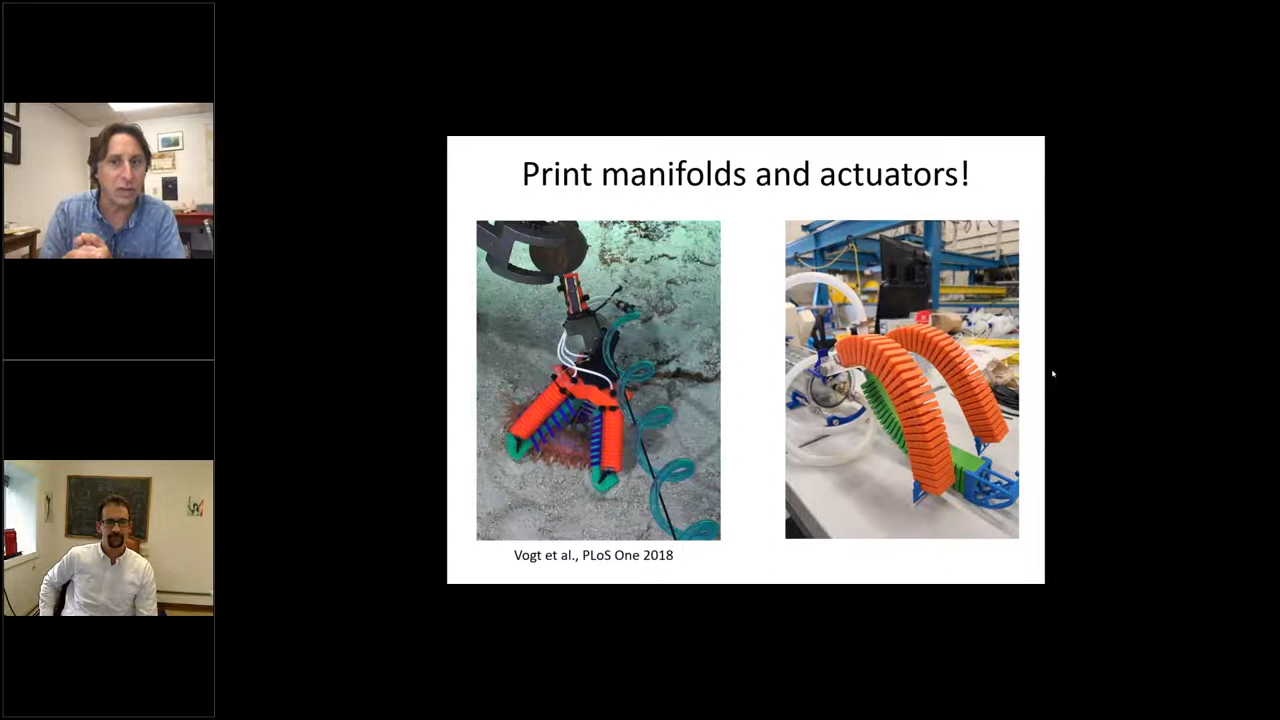 Print manifolds and actuators!
Vogt et al., PLoS One 2018